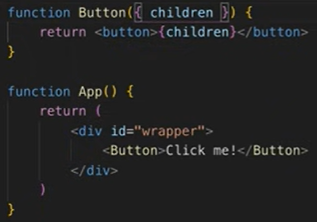 function Button({ children }) {
    return <button>{children}</button>
}

function App() {
    return (
        <div id="wrapper">
            <Button>Click me!</Button>
        </div>
    )
}